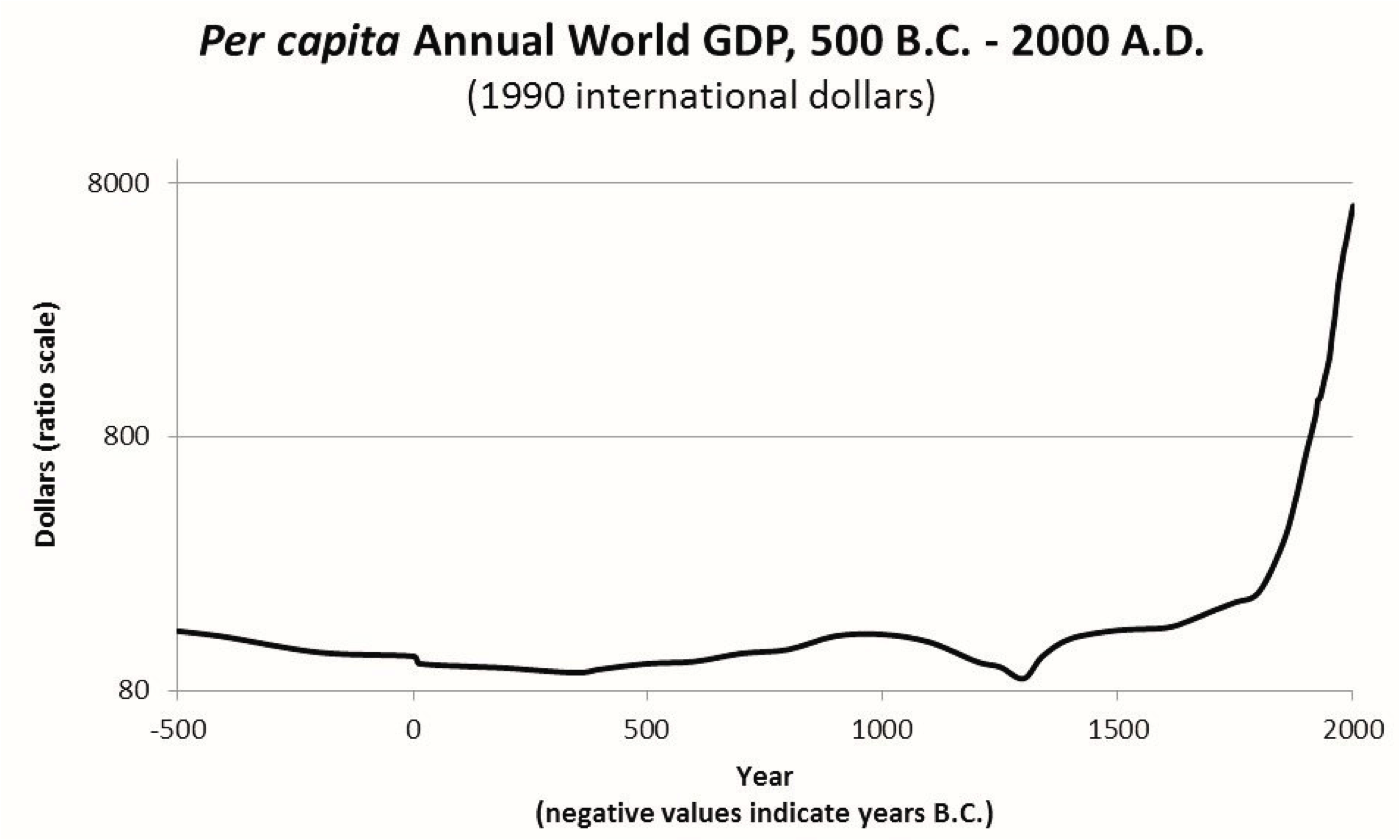 Per capita Annual World GDP, 500 B.C. - 2000 A.D.
(1990 international dollars)
8000
800
80
Dollars (ratio scale)
-500 0 500 1000 1500 2000
Year
(negative values indicate years B.C.)